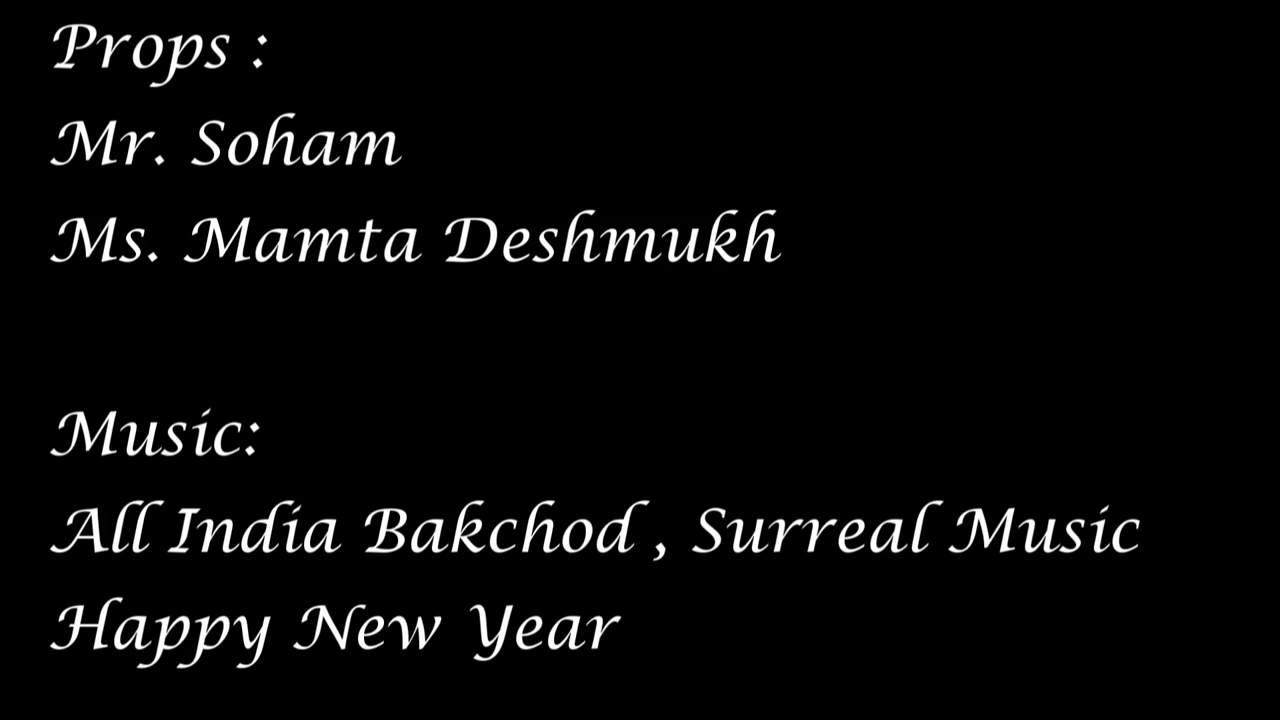 Props :
Mr. Soham
Ms. Mamta Deshmukh
Music:
All India Bakchod , Surreal Music
Happy New Year